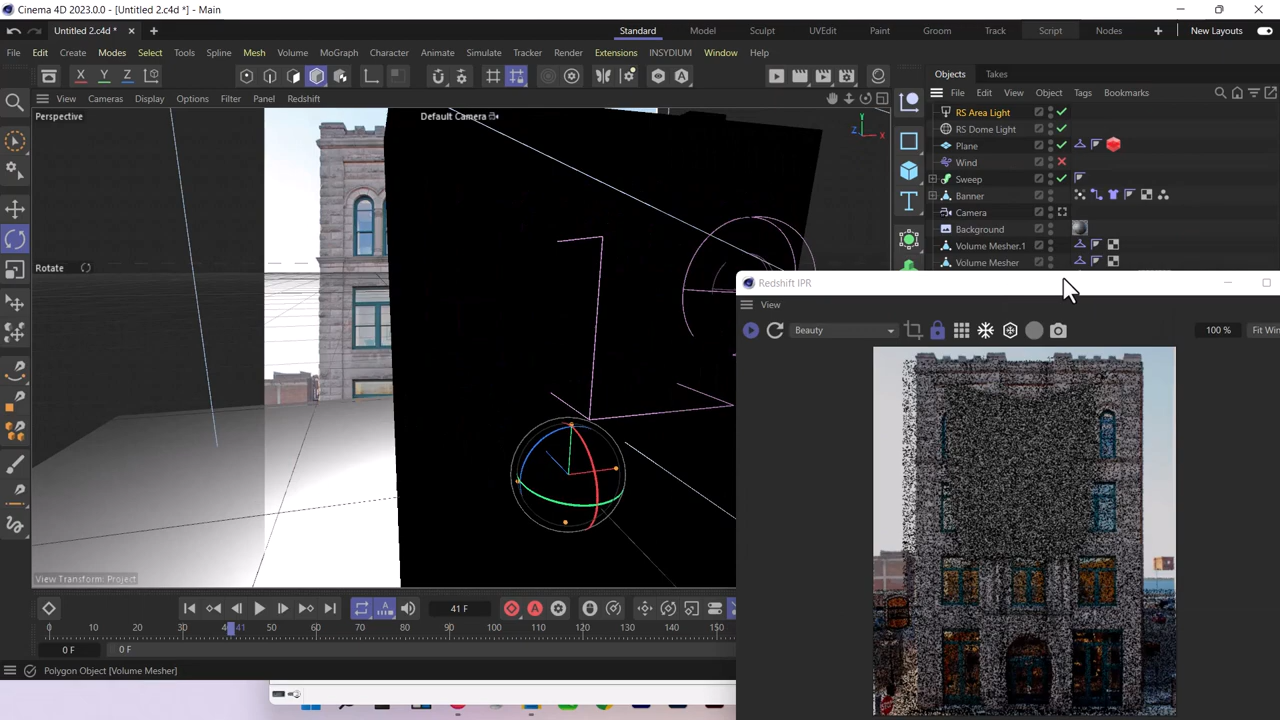 Cinema 4D 2023.0.0 - [Untitled 2.c4d *] - Main
Untitled 2.c4d *
Standard
Model
Sculpt
UVEdit
Paint
Groom
Track
Script
Nodes
New Layouts
File
Edit
Create
Modes
Select
Tools
Spline
Mesh
Volume
MoGraph
Character
Animate
Simulate
Tracker
Render
Extensions
INSYDIUM
Window
Help
X
Y
Z
Objects
Takes
View
Cameras
Display
Options
Filter
Panel
Redshift
File
Edit
View
Object
Tags
Bookmarks
Perspective
Default Camera
Y
Z
X
RS Area Light
RS Dome Light
Plane
Wind
Sweep
Banner
Camera
Background
Volume Mesher.1
Volume Mesher
Rotate
Redshift IPR
View
Beauty
100 %
Fit Win
View Transform: Project
41 F
0
10
20
30
41
50
60
70
80
90
100
110
120
130
140
150
0 F
0 F
Polygon Object [Volume Mesher]